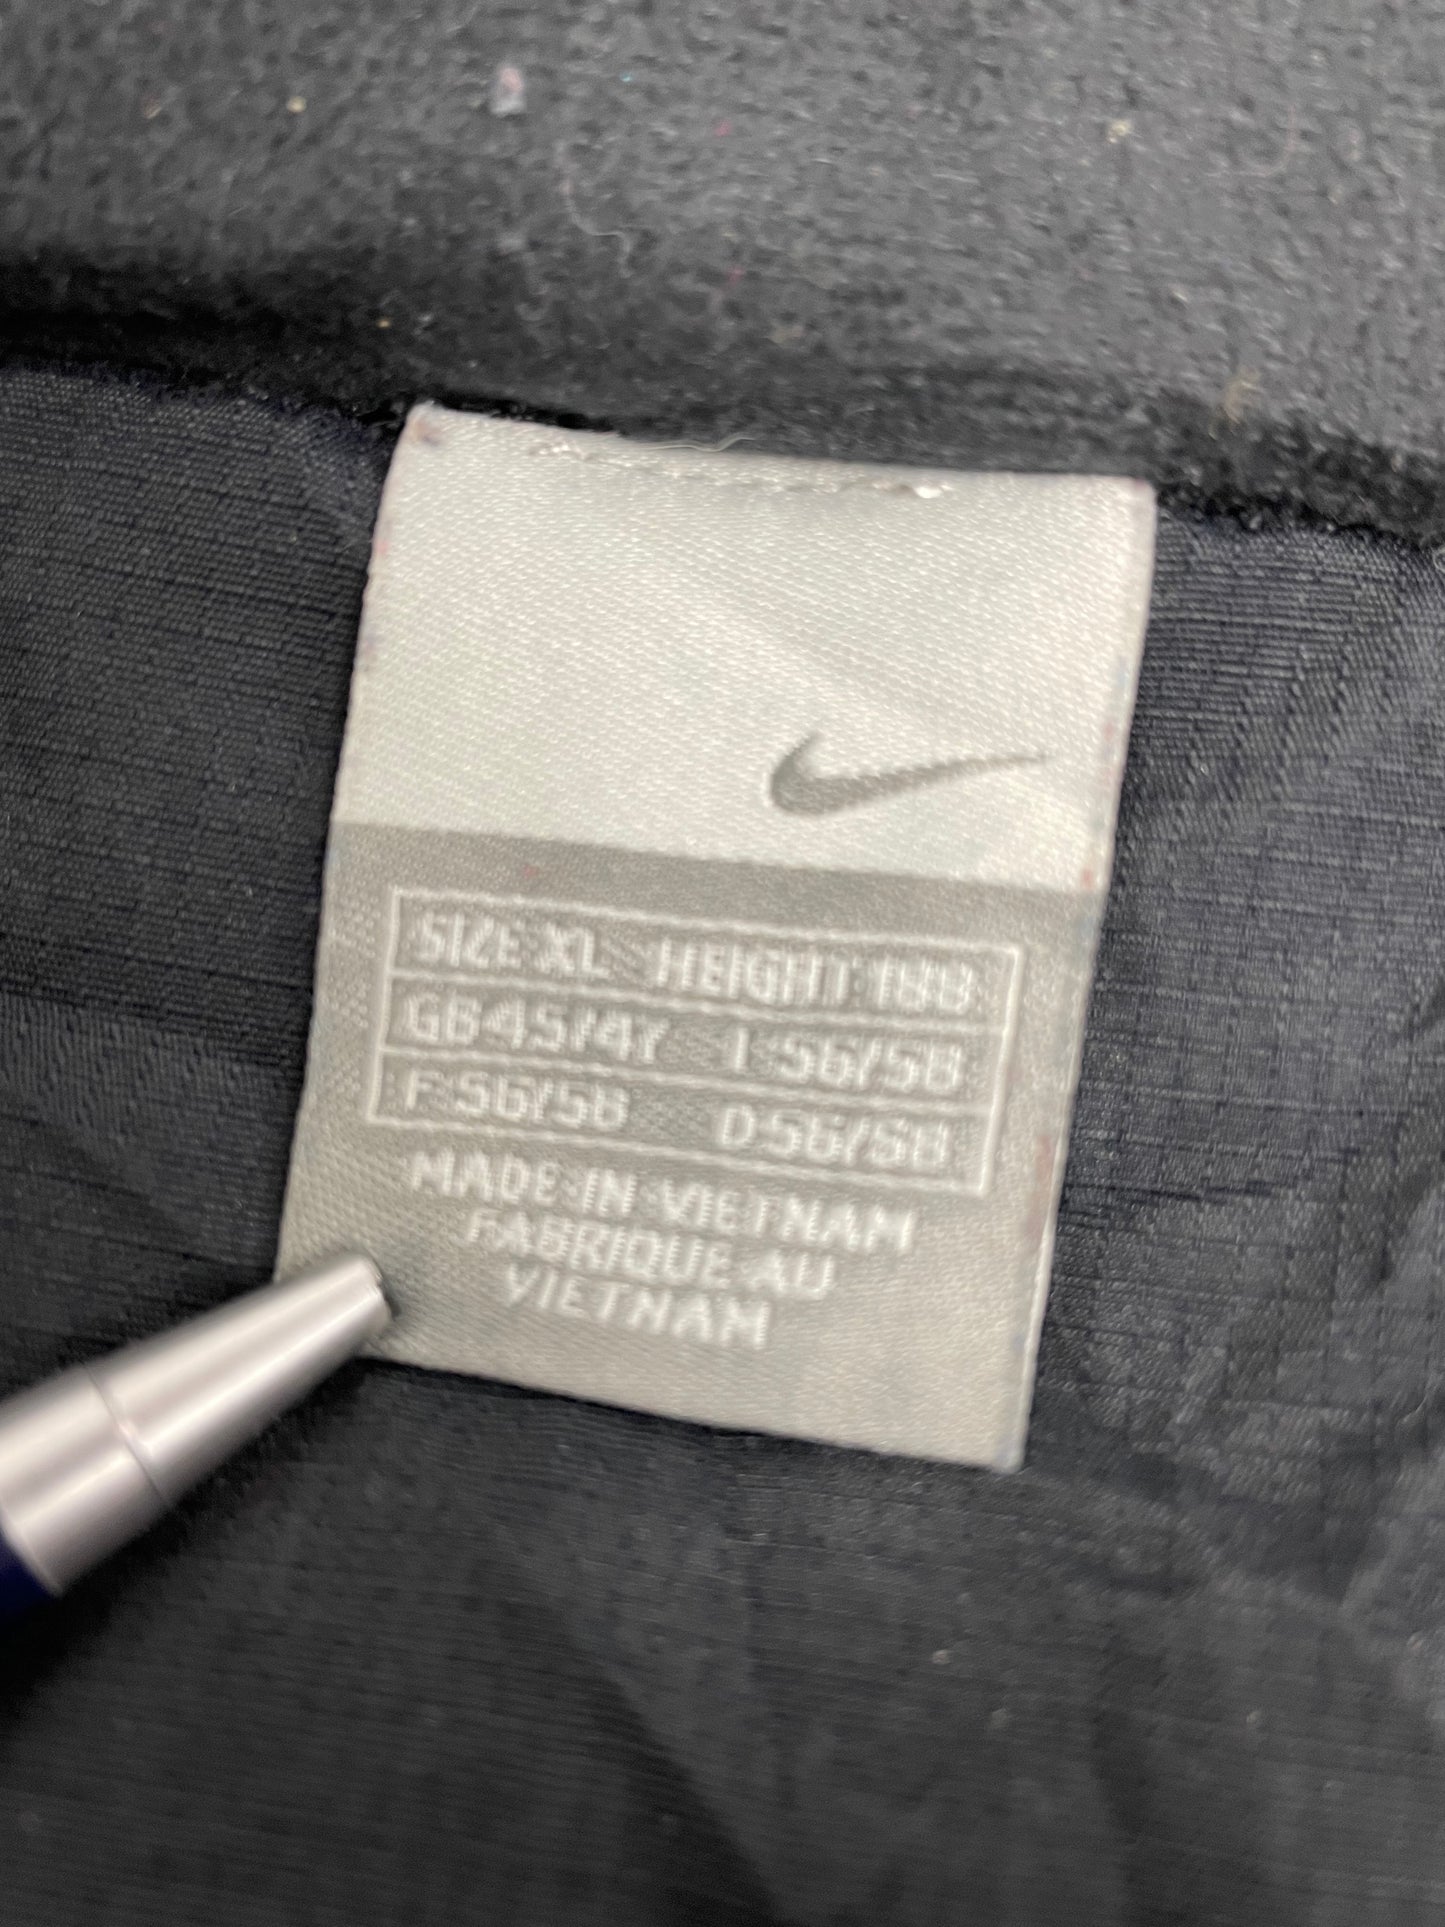 SIZE XL HEIGHT 188
GB 45/47 I 56/58
F 56/58 D 56/58
MADE IN VIETNAM
FABRIQUE AU
VIETNAM